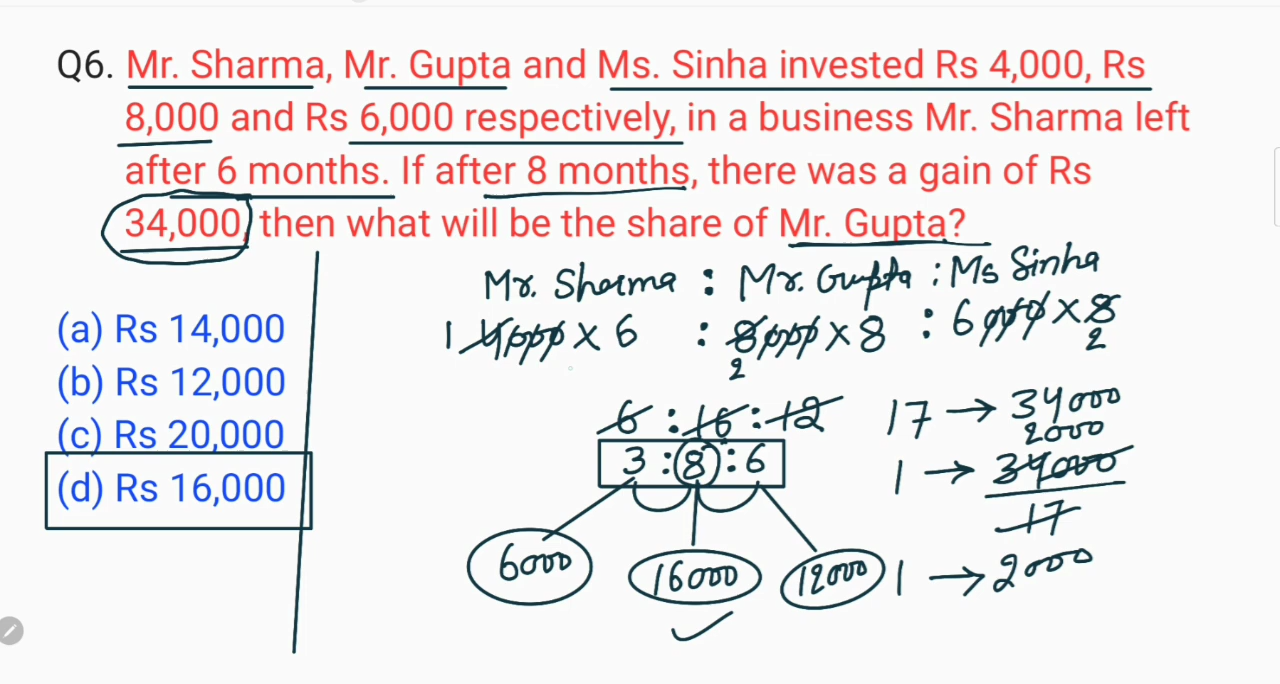 Q6. Mr. Sharma, Mr. Gupta and Ms. Sinha invested Rs 4,000, Rs
8,000 and Rs 6,000 respectively, in a business Mr. Sharma left
after 6 months. If after 8 months, there was a gain of Rs
34,000, then what will be the share of Mr. Gupta?
Mr. Sharma : Mr. Gupta : Ms Sinha
(a) Rs 14,000
1 4000 x 6 : 8000 x 8 : 6000 x 8
2 2
(b) Rs 12,000
6 : 16 : 12
17 → 34000
2000
(c) Rs 20,000
3 : 8 : 6
1 → 34000
17
(d) Rs 16,000
6000 16000 12000
1 → 2000